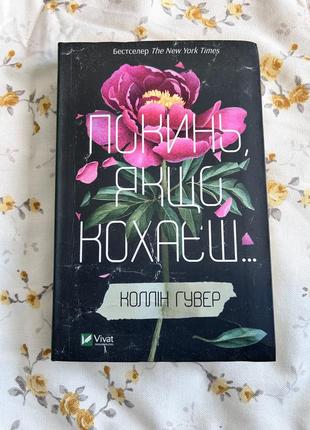 Бестселер The New York Times
ПОКИНЬ,
ЯКЩО
КОХАЄШ...
КОЛЛІН ГУВЕР
Vivat